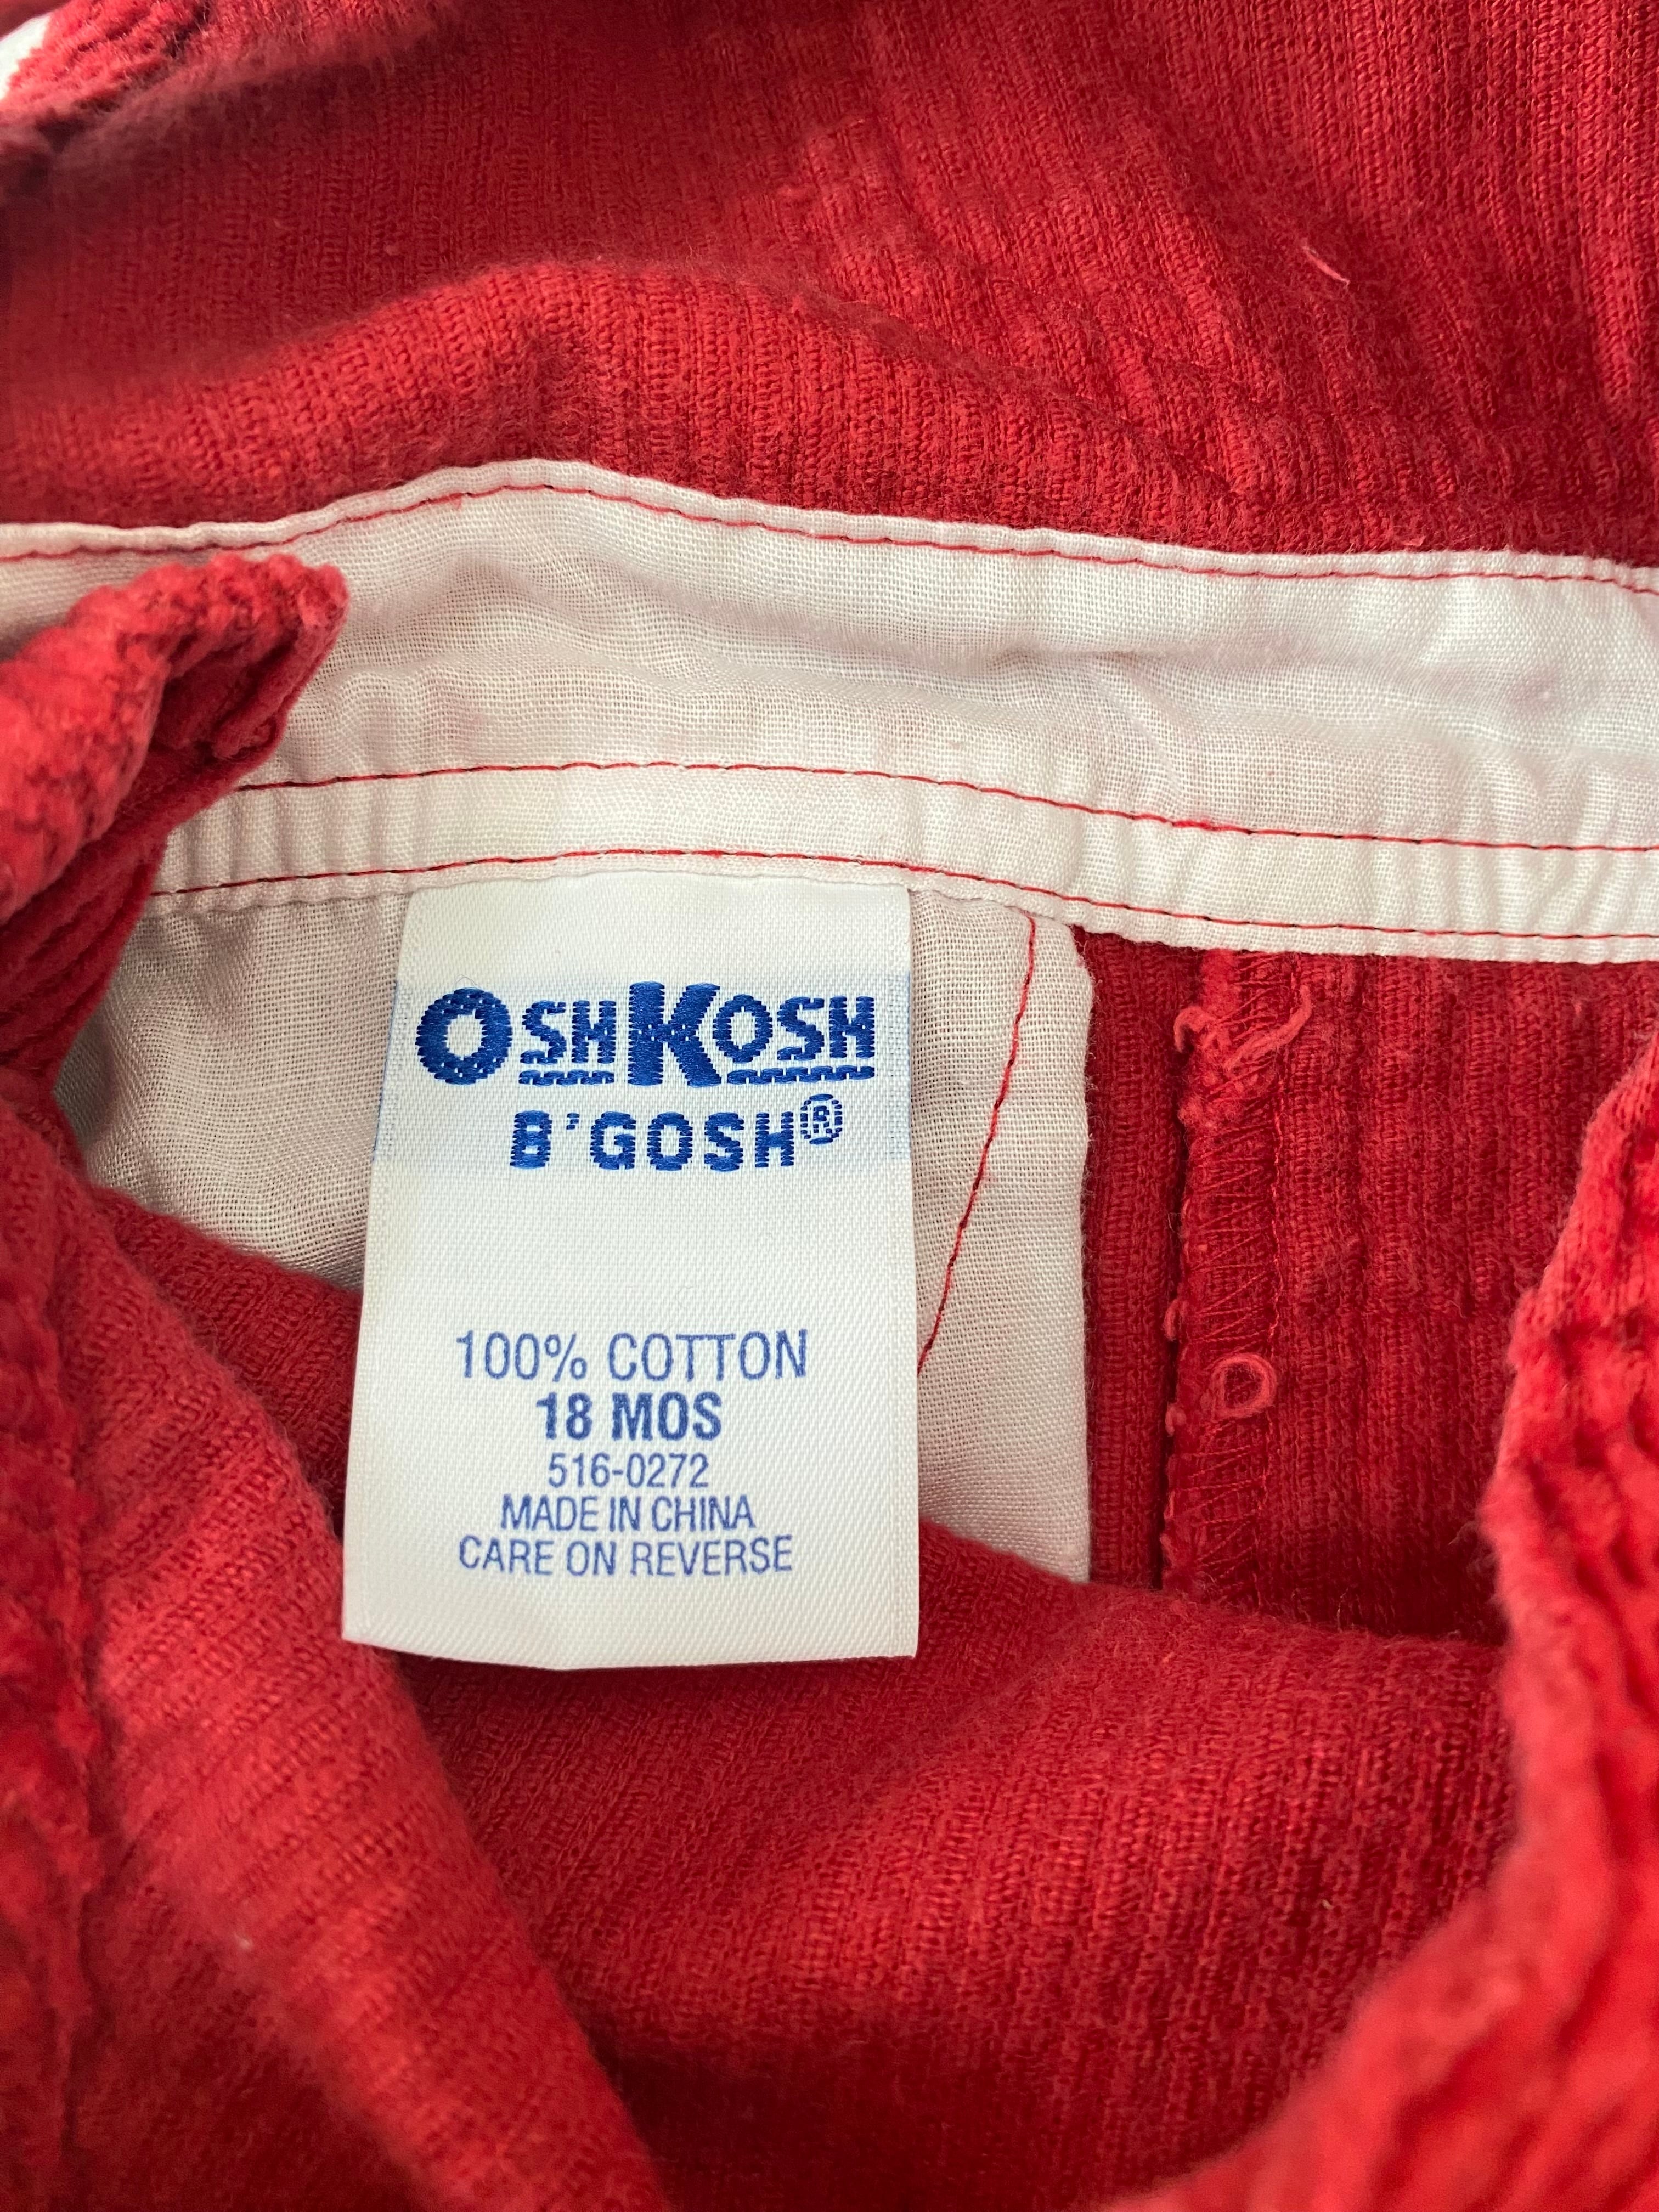 OSHKOSH
B'GOSH®
100% COTTON
18 MOS
516-0272
MADE IN CHINA
CARE ON REVERSE